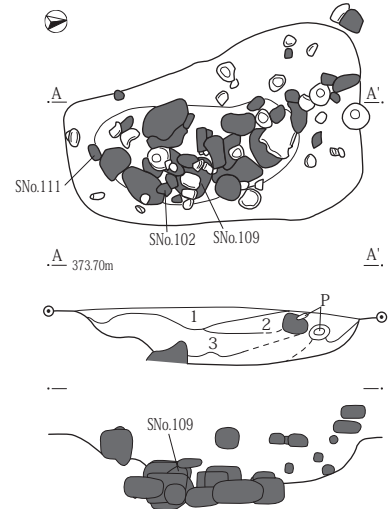 A A'
SNo.111
SNo.102 SNo.109
A 373.70m A'
P
1
2
3
SNo.109